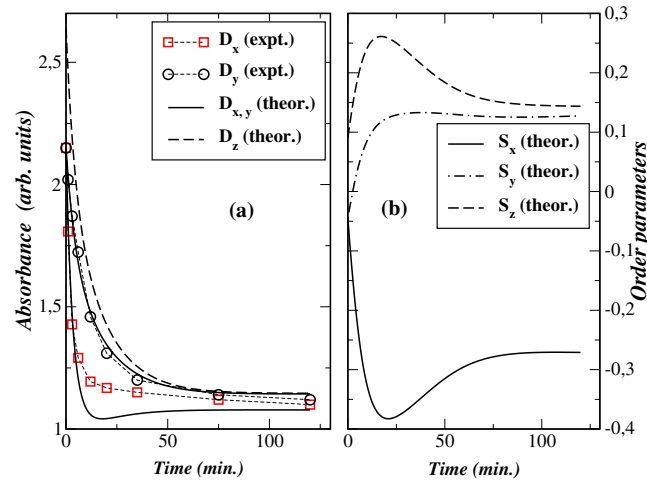 D_x (expt.)
D_y (expt.)
D_x, y (theor.)
D_z (theor.)
(a)
Absorbance (arb. units)
2,5
2
1,5
1
0
50
100
Time (min.)
S_x (theor.)
S_y (theor.)
S_z (theor.)
(b)
0
50
100
Time (min.)
0,3
0,2
0,1
0
-0,1
-0,2
-0,3
-0,4
Order parameters